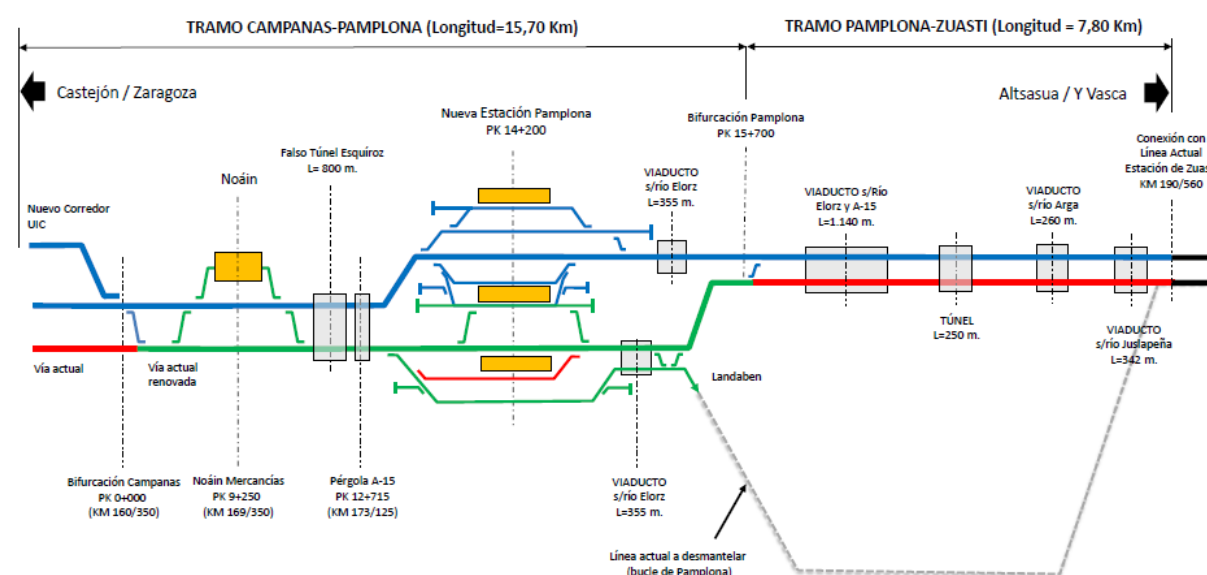 TRAMO CAMPANAS-PAMPLONA (Longitud=15,70 Km)
TRAMO PAMPLONA-ZUASTI (Longitud = 7,80 KM)
Castejón / Zaragoza
Altsasua / Y Vasca
Nueva Estación Pamplona
PK 14+200
Bifurcación Pamplona
PK 15+700
Conexión con
Línea Actual
Estación de Zuas
KM 190/560
Falso Túnel Esquíroz
L= 800 m.
Noáin
VIADUCTO
s/río Elorz
L=355 m.
VIADUCTO s/Río
Elorz y A-15
L=1.140 m.
VIADUCTO
s/río Arga
L=260 m.
Nuevo Corredor
UIC
TÚNEL
L=250 m.
VIADUCTO
s/río Juslapeña
L=342 m.
Vía actual
Vía actual
renovada
Landaben
Bifurcación Campanas
PK 0+000
(KM 160/350)
Noáin Mercancías
PK 9+250
(KM 169/350)
Pérgola A-15
PK 12+715
(KM 173/125)
VIADUCTO
s/río Elorz
L=355 m.
Línea actual a desmantelar
(bucle de Pamplona)